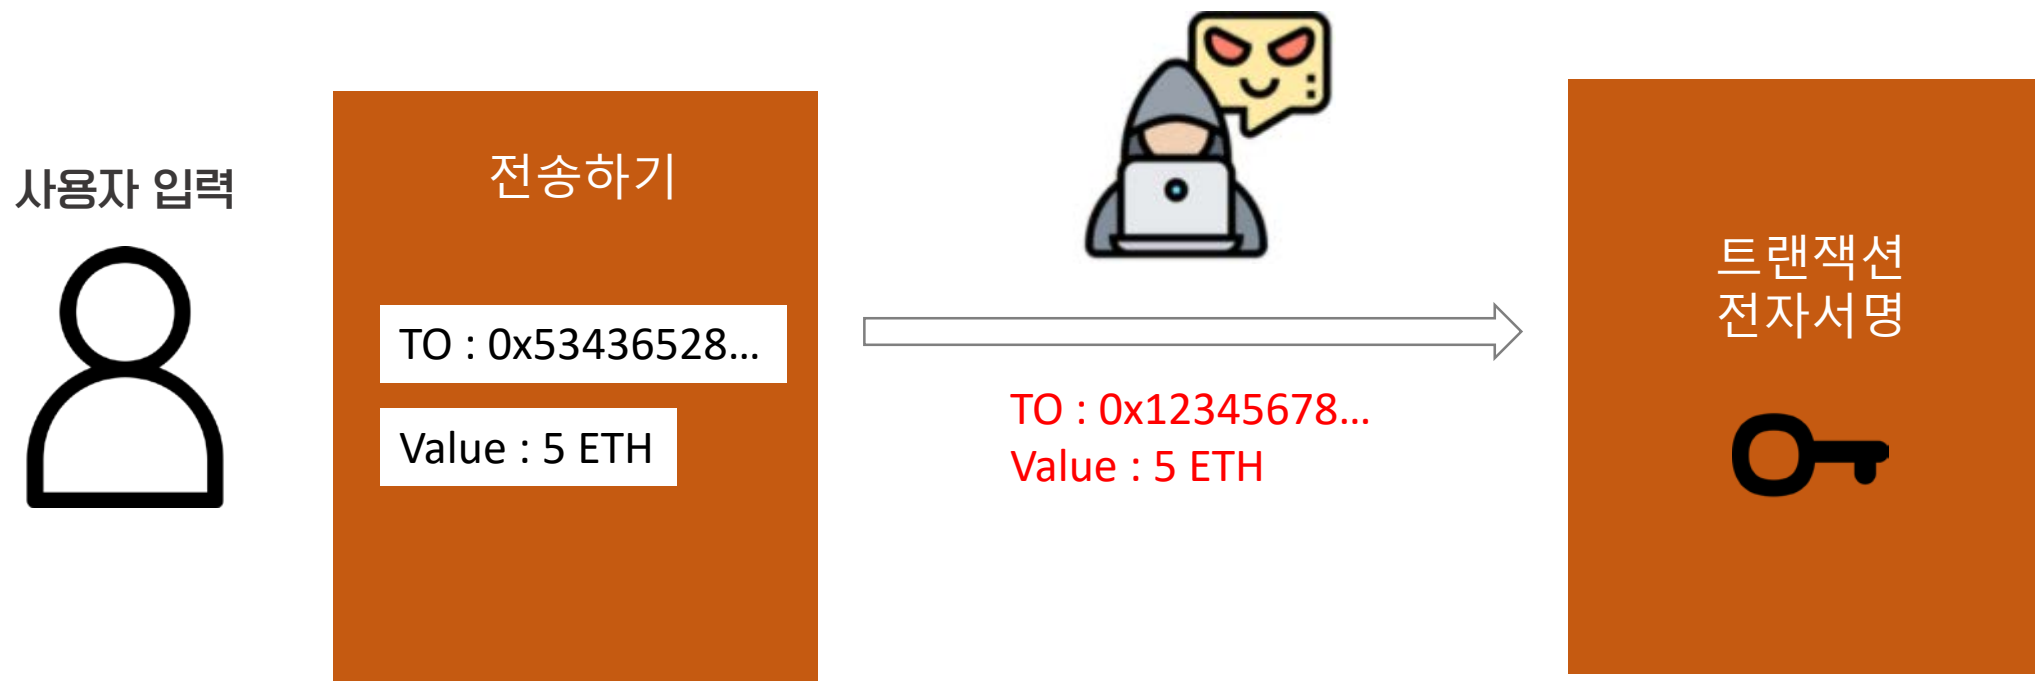 사용자 입력
전송하기
TO : 0x53436528...
Value : 5 ETH
TO : 0x12345678...
Value : 5 ETH
트랜잭션
전자서명